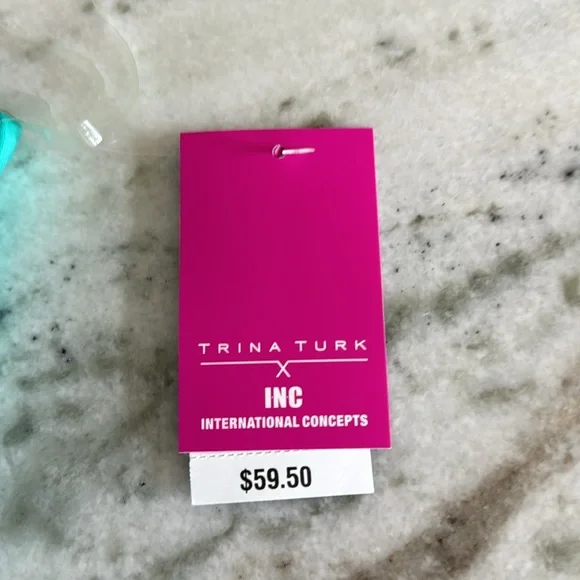 TRINA TURK
X
INC
INTERNATIONAL CONCEPTS
$59.50